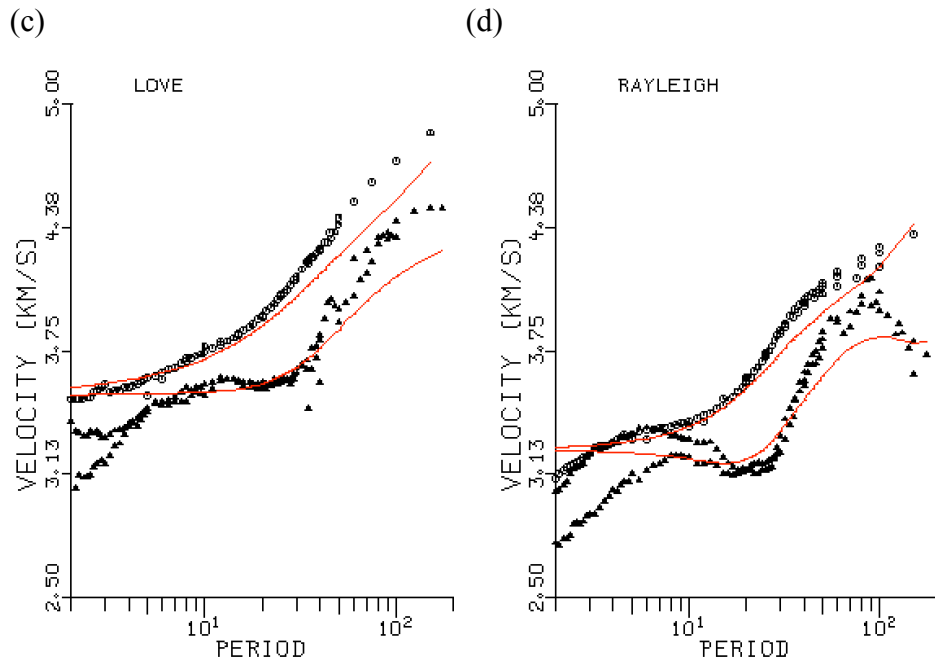 (c)
LOVE
VELOCITY (KM/S)
5.00
4.38
3.75
3.13
2.50
10¹
10²
PERIOD
(d)
RAYLEIGH
VELOCITY (KM/S)
5.00
4.38
3.75
3.13
2.50
10¹
10²
PERIOD